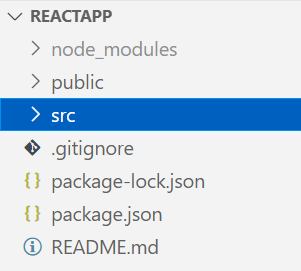 REACTAPP
node_modules
public
src
.gitignore
package-lock.json
package.json
README.md